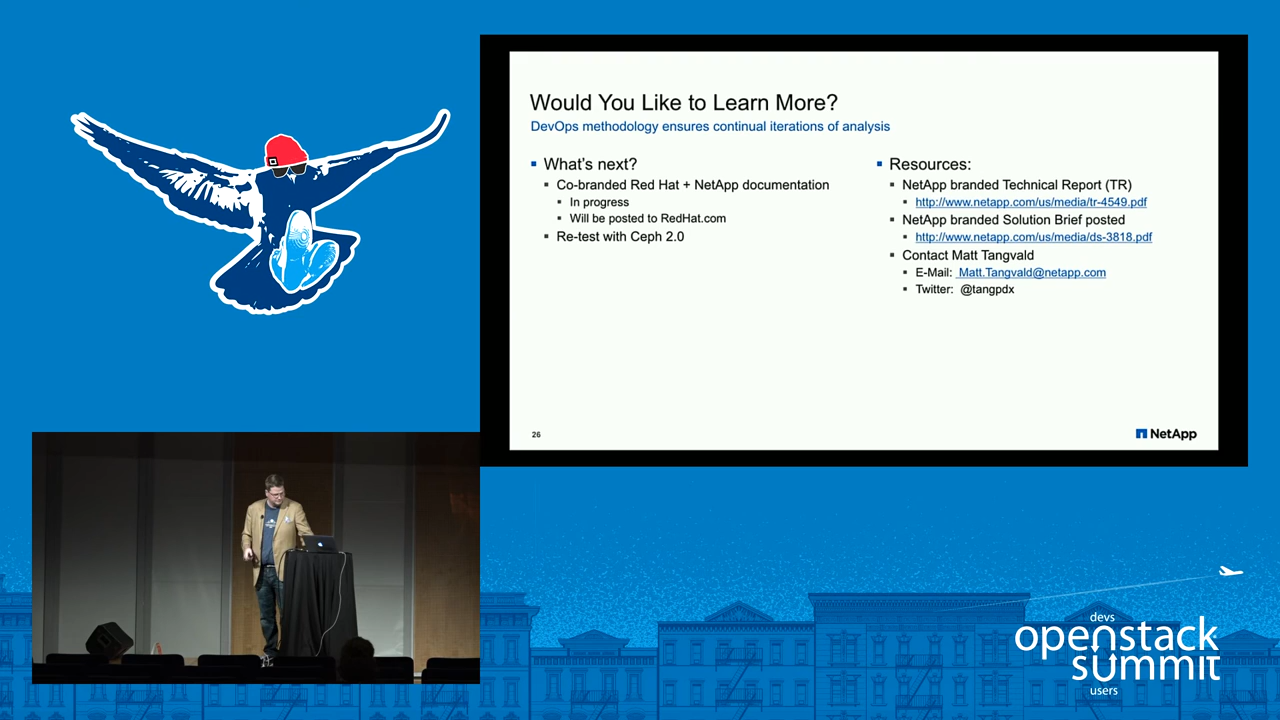 Would You Like to Learn More?
DevOps methodology ensures continual iterations of analysis
What's next?
Co-branded Red Hat + NetApp documentation
In progress
Will be posted to RedHat.com
Re-test with Ceph 2.0
Resources:
NetApp branded Technical Report (TR)
http://www.netapp.com/us/media/tr-4549.pdf
NetApp branded Solution Brief posted
http://www.netapp.com/us/media/ds-3818.pdf
Contact Matt Tangvald
E-Mail: Matt.Tangvald@netapp.com
Twitter: @tangpdx
26
NetApp
devs
openstack
summit
users